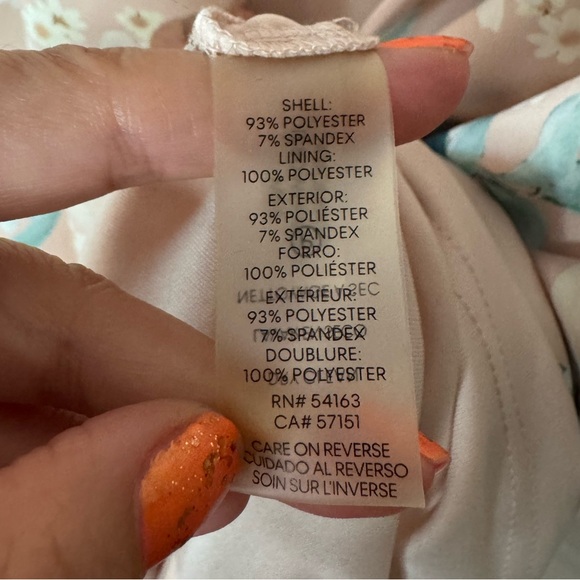 SHELL:
93% POLYESTER
7% SPANDEX
LINING:
100% POLYESTER
EXTERIOR:
93% POLIÉSTER
7% SPANDEX
FORRO:
100% POLIÉSTER
EXTÉRIEUR:
93% POLYESTER
7% SPANDEX
DOUBLURE:
100% POLYESTER
RN# 54163
CA# 57151
CARE ON REVERSE
CUIDADO AL REVERSO
SOIN SUR L'INVERSE